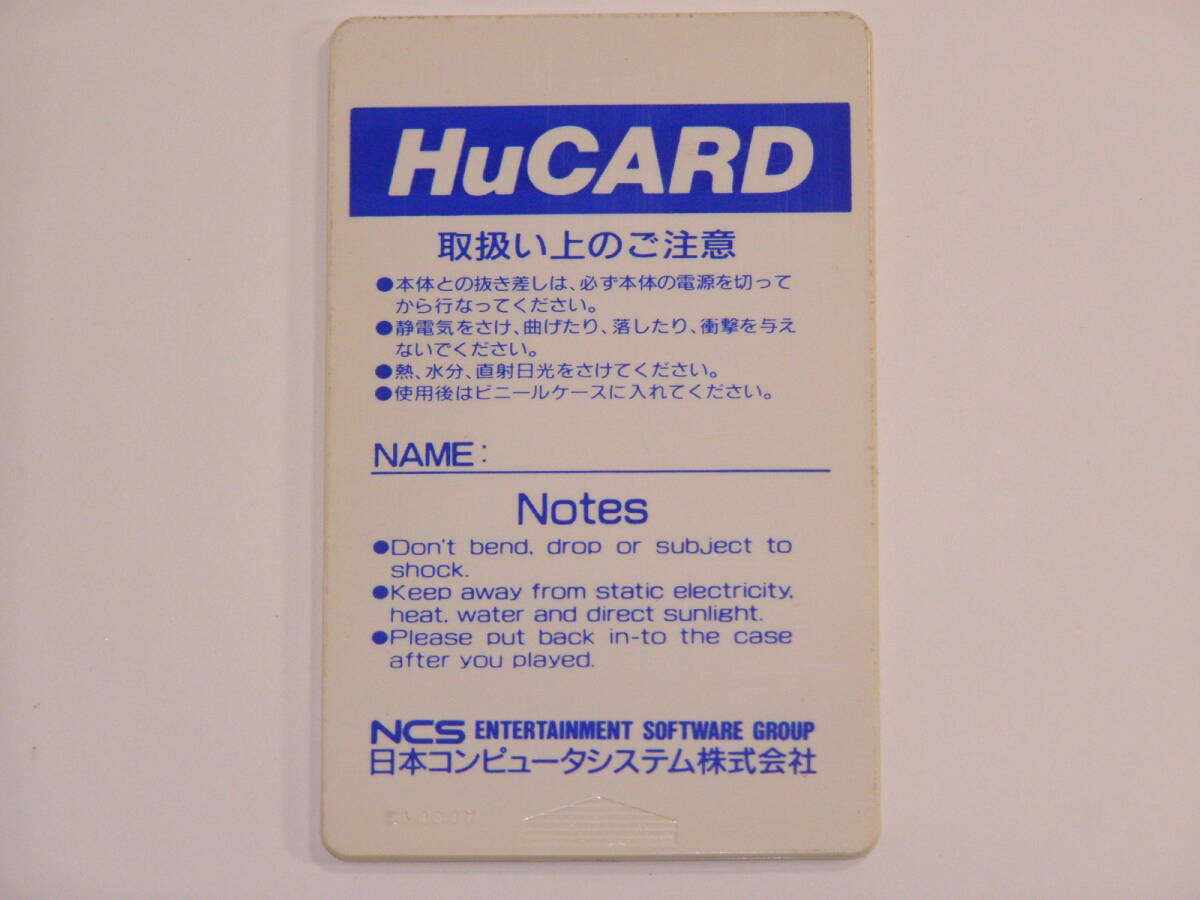 HuCARD
取扱い上のご注意
●本体との抜き差しは、必ず本体の電源を切って
から行なってください。
●静電気をさけ、曲げたり、落したり、衝撃を与え
ないでください。
●熱、水分、直射日光をさけてください。
●使用後はビニールケースに入れてください。
NAME:
Notes
●Don't bend, drop or subject to
shock.
●Keep away from static electricity,
heat, water and direct sunlight.
●Please put back in-to the case
after you played.
NCS ENTERTAINMENT SOFTWARE GROUP
日本コンピュータシステム株式会社